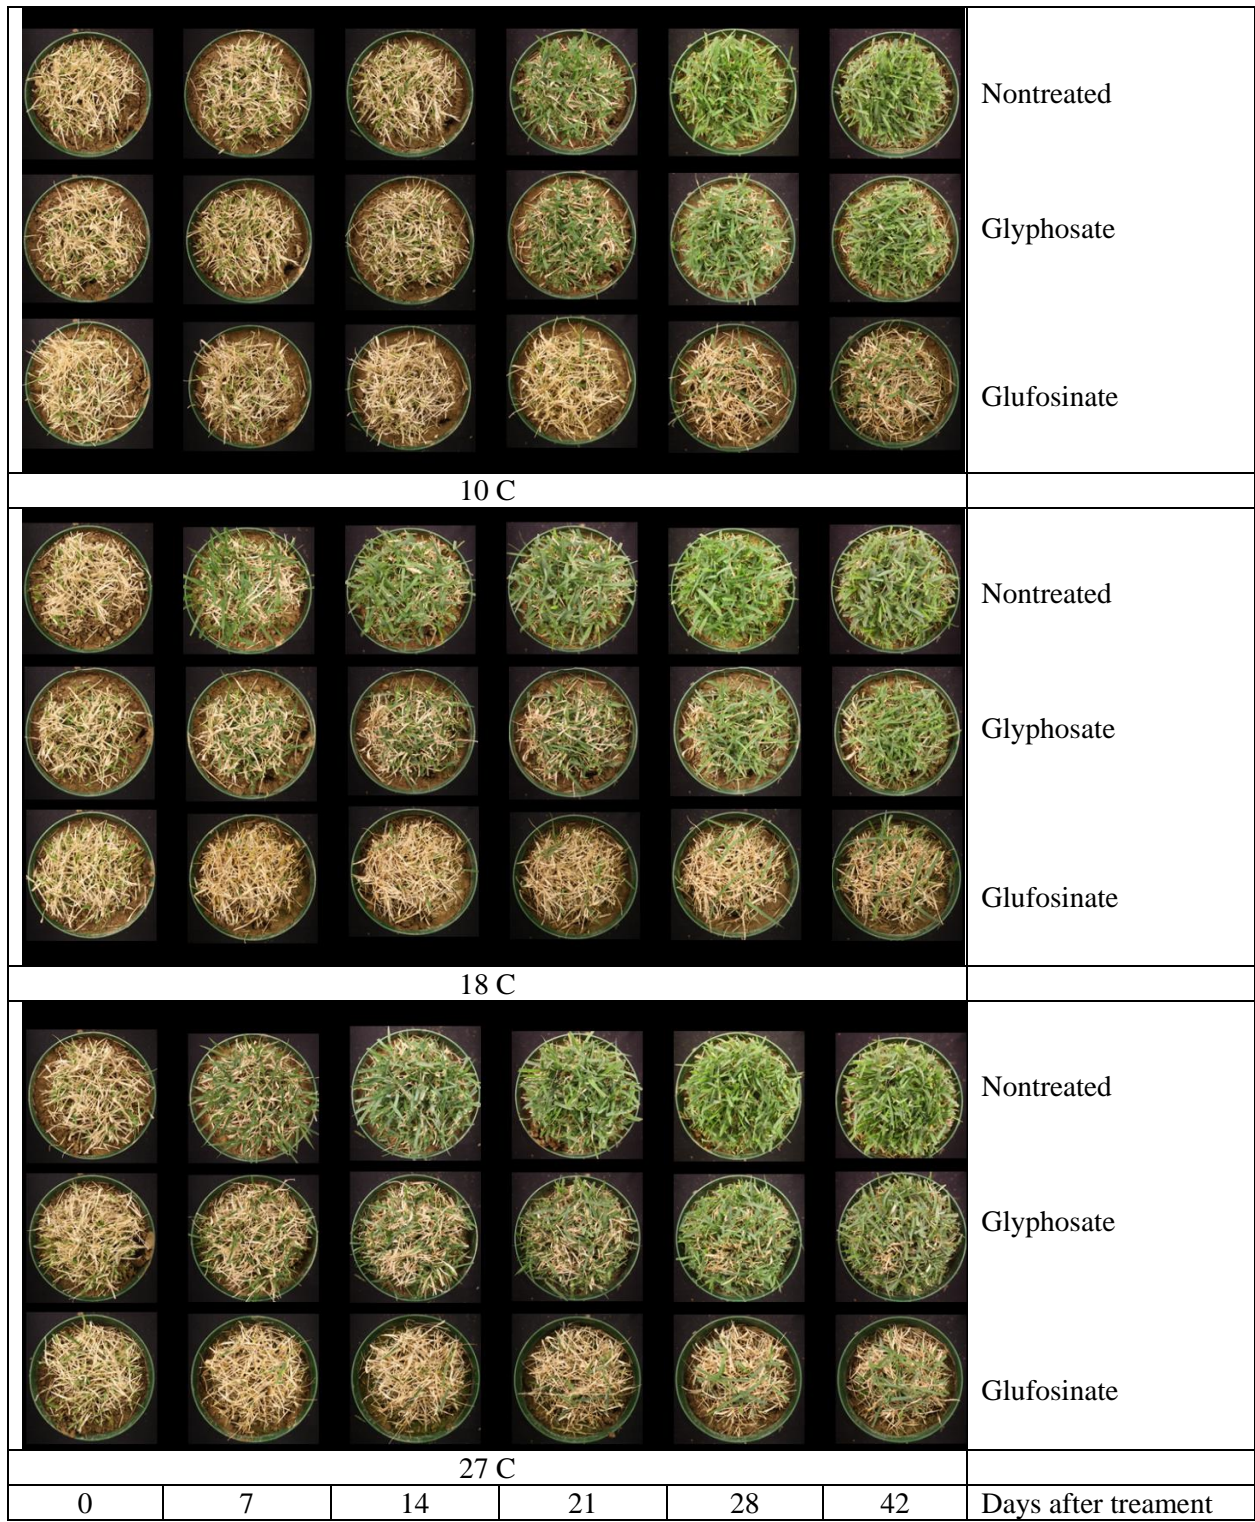 Nontreated
Glyphosate
Glufosinate
10 C
Nontreated
Glyphosate
Glufosinate
18 C
Nontreated
Glyphosate
Glufosinate
27 C
0 7 14 21 28 42 Days after treament